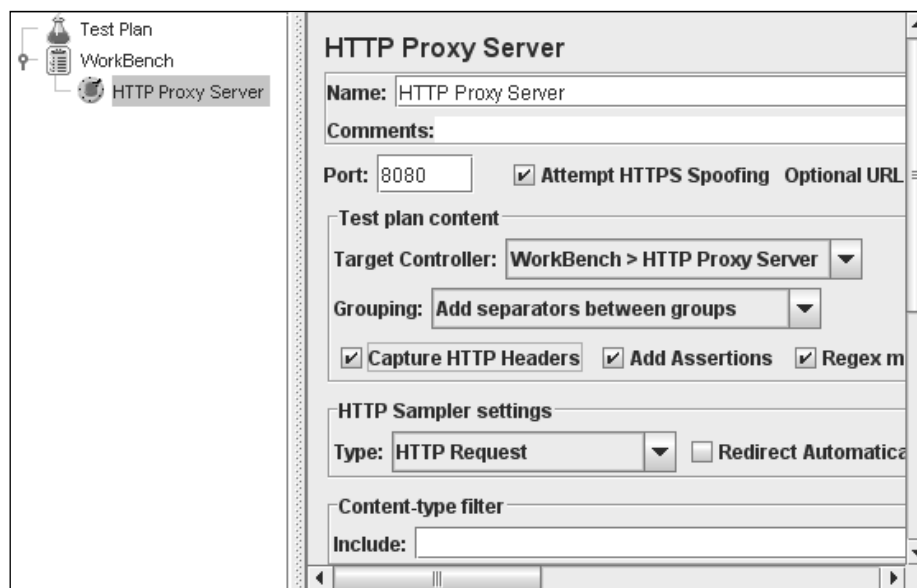 Test Plan
WorkBench
HTTP Proxy Server
HTTP Proxy Server
Name: HTTP Proxy Server
Comments:
Port: 8080 Attempt HTTPS Spoofing Optional URL
Test plan content
Target Controller: WorkBench > HTTP Proxy Server
Grouping: Add separators between groups
Capture HTTP Headers Add Assertions Regex m
HTTP Sampler settings
Type: HTTP Request Redirect Automatica
Content-type filter
Include: